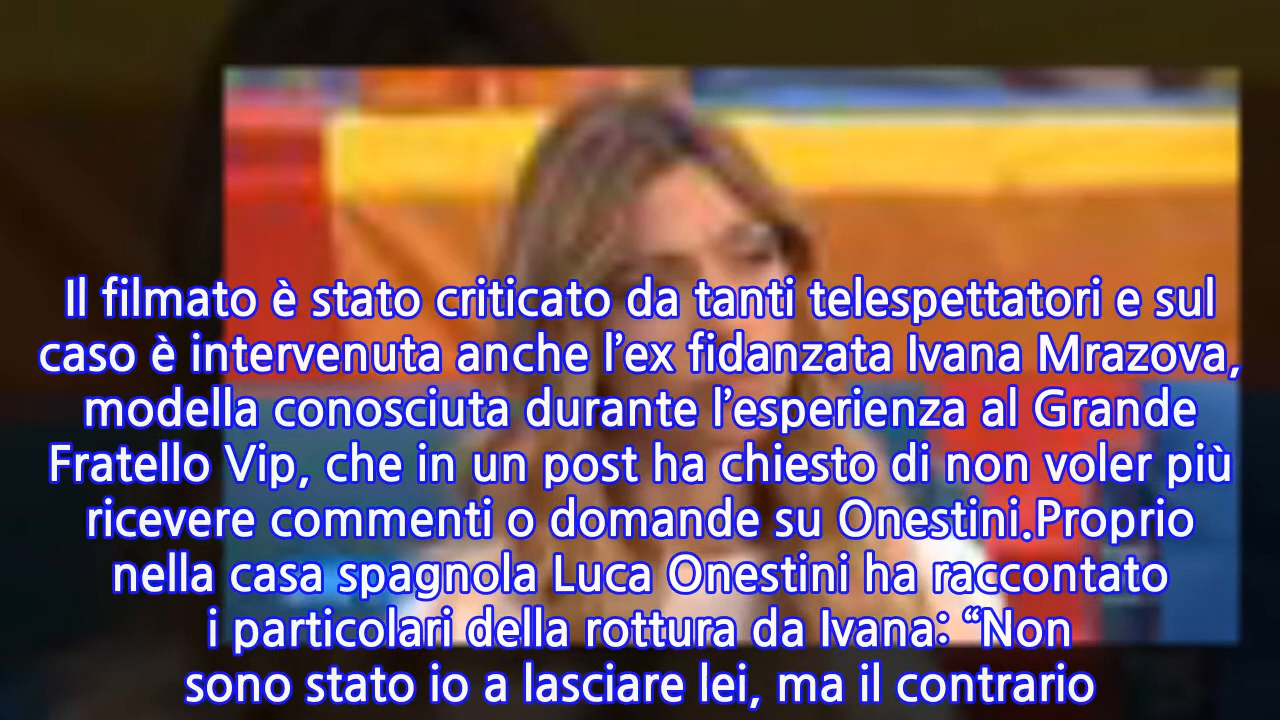 Il filmato è stato criticato da tanti telespettatori e sul
caso è intervenuta anche l’ex fidanzata Ivana Mrazova,
modella conosciuta durante l’esperienza al Grande
Fratello Vip, che in un post ha chiesto di non voler più
ricevere commenti o domande su Onestini.Proprio
nella casa spagnola Luca Onestini ha raccontato
i particolari della rottura da Ivana: “Non
sono stato io a lasciare lei, ma il contrario